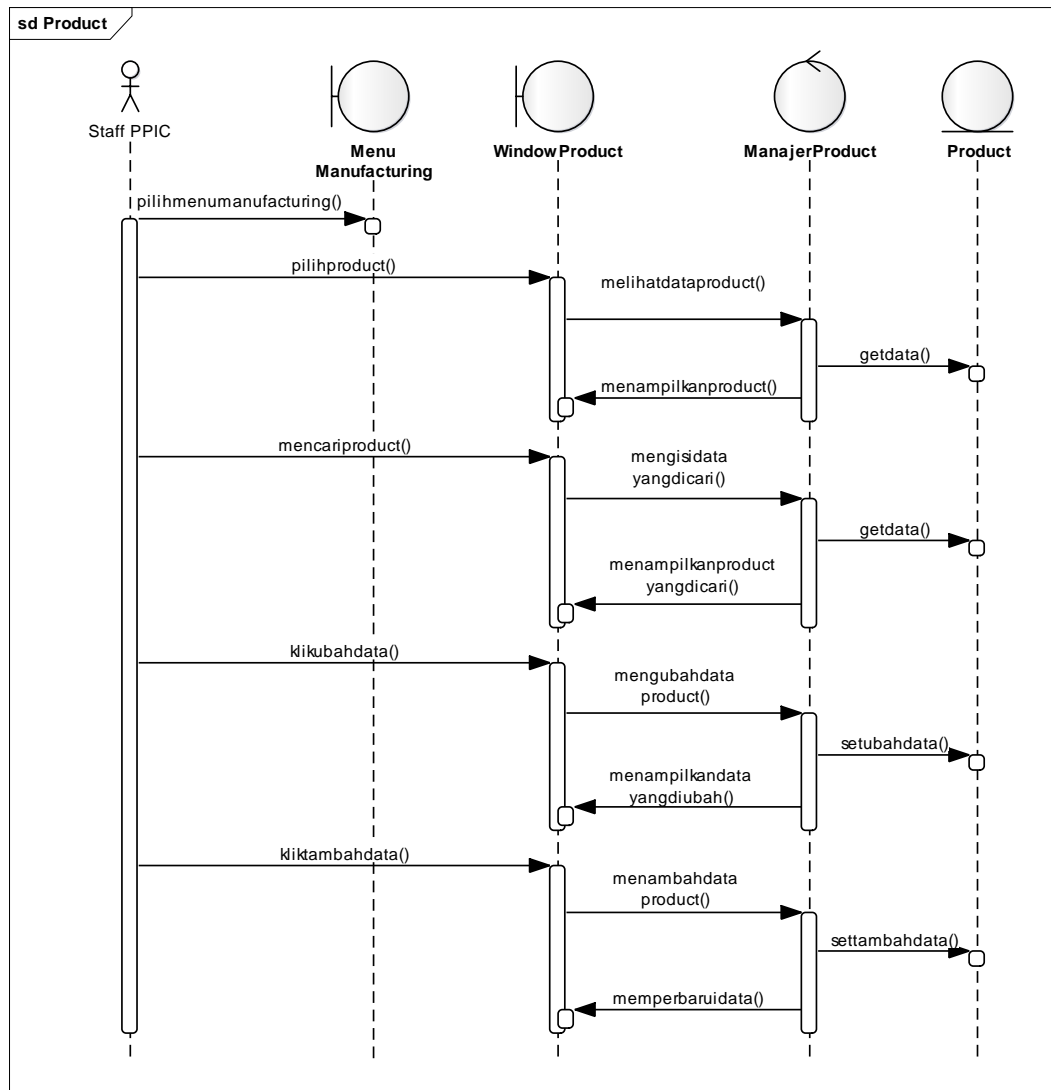 sd Product
Staff PPIC
Menu
Manufacturing
WindowProduct
ManajerProduct
Product
pilihmenumanufacturing()
pilihproduct()
melihatdataproduct()
getdata()
menampilkanproduct()
mencariproduct()
mengisidata
yangdicari()
getdata()
menampilkanproduct
yangdicari()
klikubahdata()
mengubahdata
product()
setubahdata()
menampilkandata
yangdiubah()
kliktambahdata()
menambahdata
product()
settambahdata()
memperbaruidata()